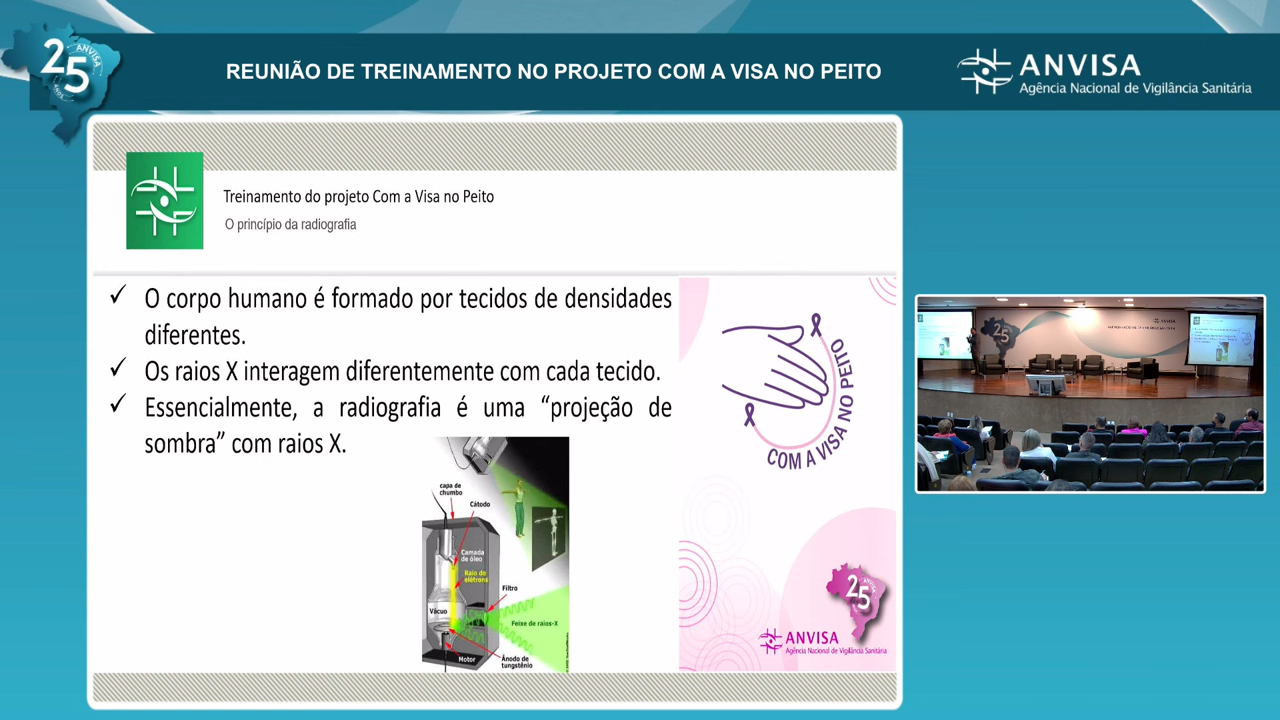 25
ANVISA
ANOS
REUNIÃO DE TREINAMENTO NO PROJETO COM A VISA NO PEITO
ANVISA
Agência Nacional de Vigilância Sanitária
Treinamento do projeto Com a Visa no Peito
O princípio da radiografia
✓ O corpo humano é formado por tecidos de densidades
diferentes.
✓ Os raios X interagem diferentemente com cada tecido.
✓ Essencialmente, a radiografia é uma “projeção de
sombra” com raios X.
capa de
chumbo
Cátodo
Camada
de óleo
Raio de
elétrons
Filtro
Vácuo
Feixe de raios-X
Motor
Ânodo de
tungstênio
COM A VISA NO PEITO
25
ANVISA
ANVISA
Agência Nacional de Vigilância Sanitária
25
ANVISA